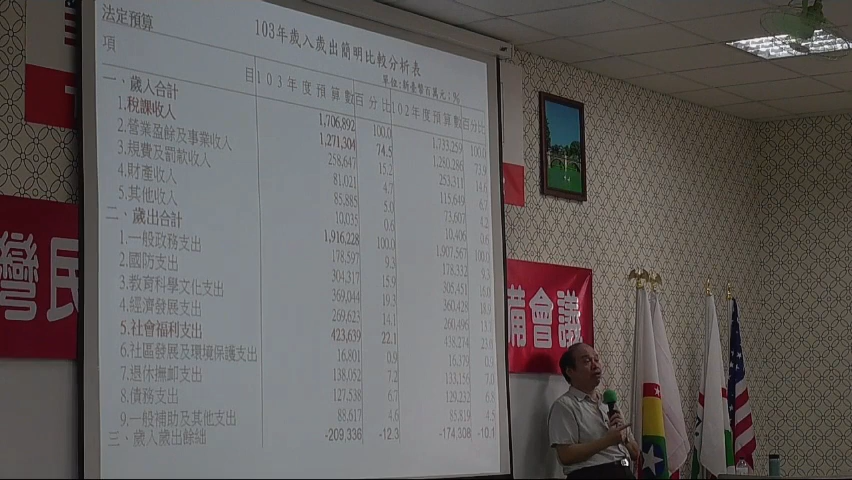 法定預算
103年歲入歲出簡明比較分析表
單位:新臺幣百萬元;%
項 目 103年度預算數 百分比 102年度預算數 百分比
一、歲入合計 1,706,892 100.0 1,733,259 100.0
1.稅課收入 1,271,304 74.5 1,280,286 73.9
2.營業盈餘及事業收入 258,647 15.2 253,311 14.6
3.規費及罰款收入 81,021 4.7 115,649 6.7
4.財產收入 85,885 5.0 73,607 4.2
5.其他收入 10,035 0.6 10,406 0.6
二、歲出合計 1,916,228 100.0 1,907,567 100.0
1.一般政務支出 178,597 9.3 178,332 9.3
2.國防支出 304,317 15.9 305,451 16.0
3.教育科學文化支出 369,044 19.3 360,428 18.9
4.經濟發展支出 269,623 14.1 260,496
5.社會福利支出 423,639 22.1 438,274 23.0
6.社區發展及環境保護支出 16,801 0.9 16,379 0.9
7.退休撫卹支出 138,052 7.2 133,156 7.0
8.債務支出 127,538 6.7 129,232 6.8
9.一般補助及其他支出 88,617 4.6 85,819 4.5
三、歲入歲出餘絀 -209,336 -12.3 -174,308 -10.1
灣民
備會議